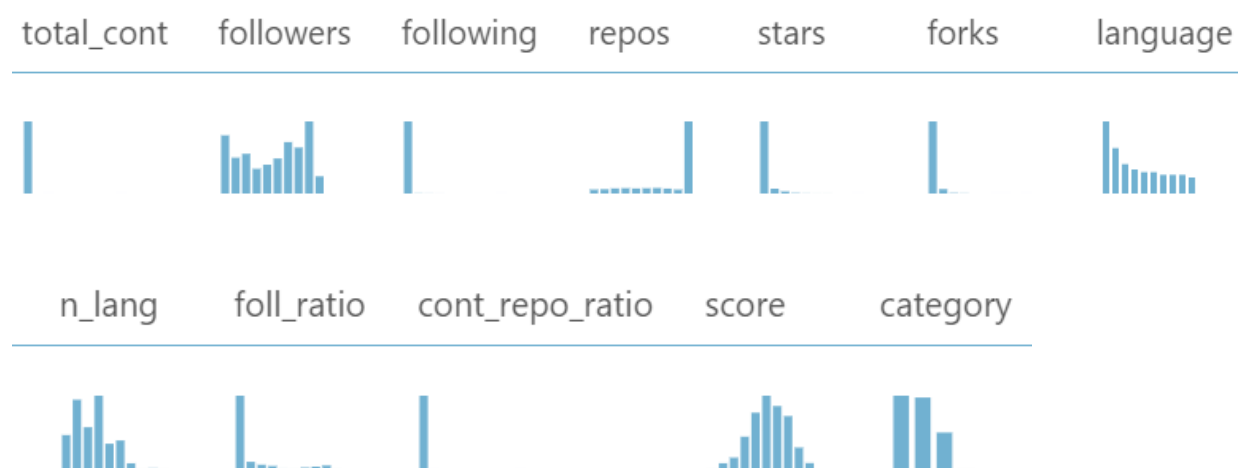 total_cont followers following repos stars forks language
n_lang foll_ratio cont_repo_ratio score category